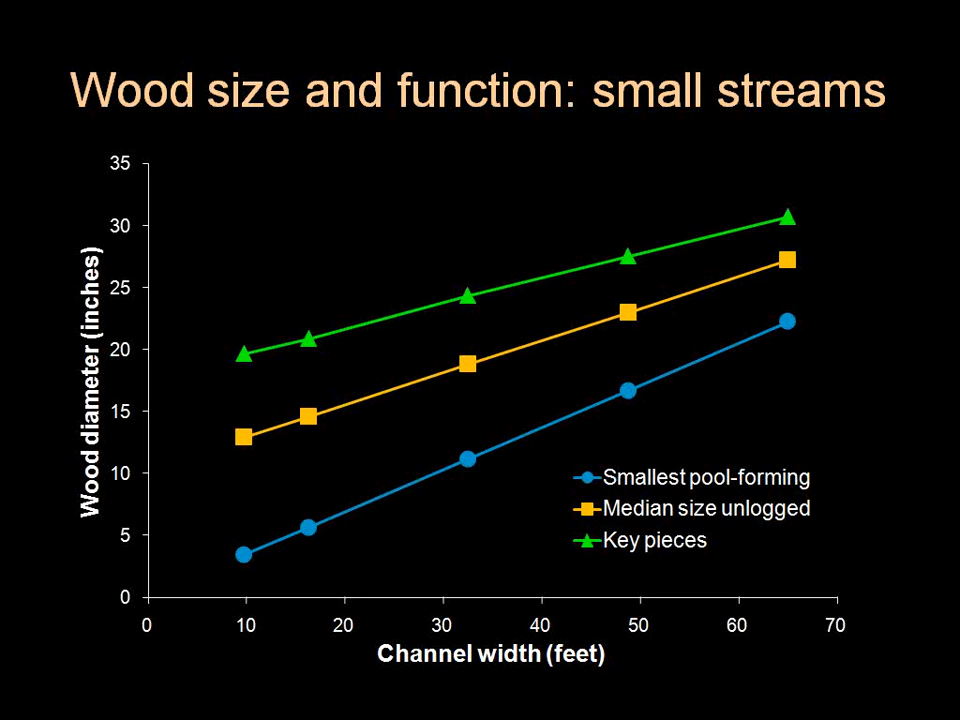 Wood size and function: small streams
35
30
25
20
15
10
5
0
Wood diameter (inches)
Smallest pool-forming
Median size unlogged
Key pieces
0 10 20 30 40 50 60 70
Channel width (feet)